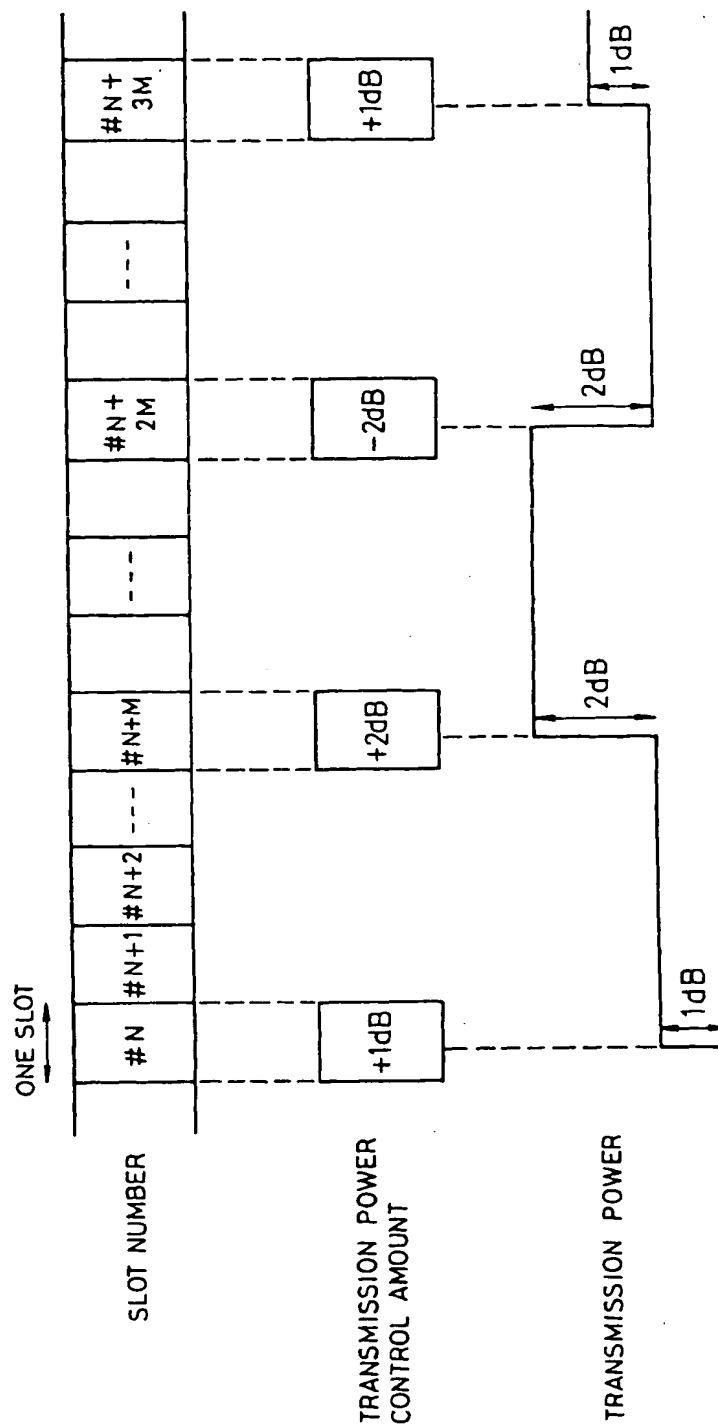 ONE SLOT
SLOT NUMBER
#N
#N+1
#N+2
---
#N+M
---
#N+
2M
---
#N+
3M
TRANSMISSION POWER
CONTROL AMOUNT
+1dB
+2dB
-2dB
+1dB
TRANSMISSION POWER
1dB
2dB
2dB
1dB